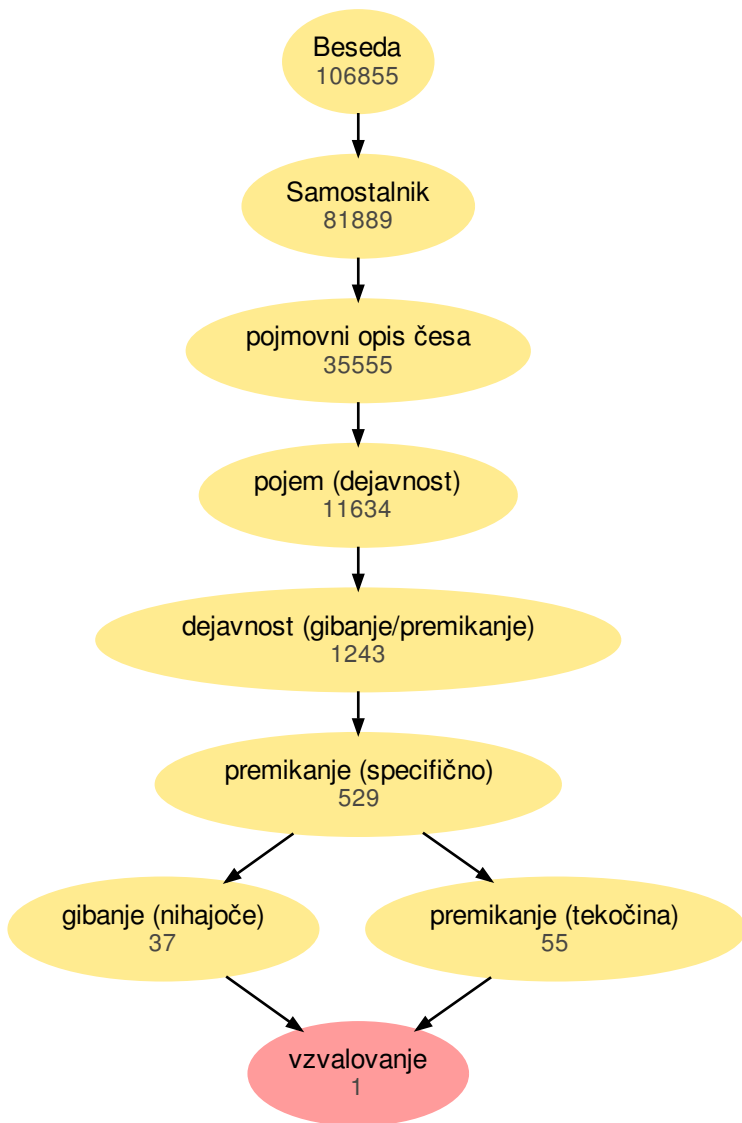 Beseda
106855
Samostalnik
81889
pojmovni opis česa
35555
pojem (dejavnost)
11634
dejavnost (gibanje/premikanje)
1243
premikanje (specifično)
529
gibanje (nihajoče)
37
premikanje (tekočina)
55
vzvalovanje
1